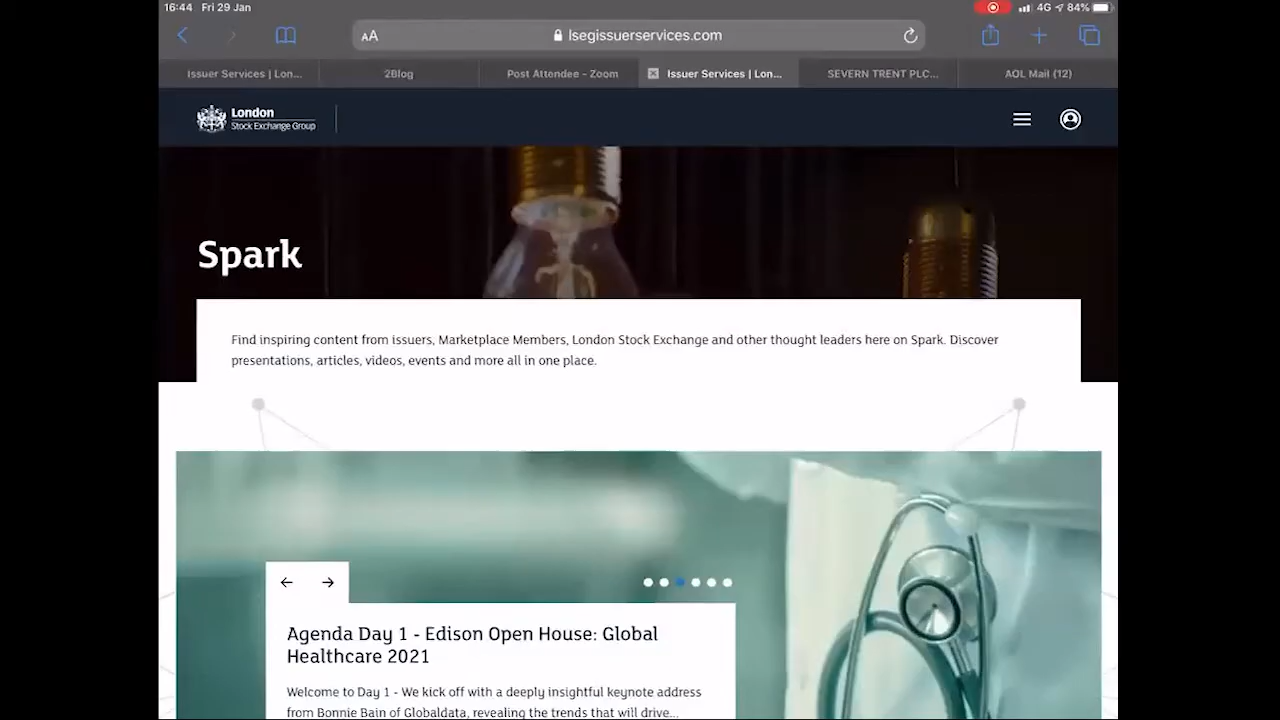 16:44 Fri 29 Jan
4G 84%
AA lsegissuerservices.com
Issuer Services | Lon...
2Blog
Post Attendee - Zoom
Issuer Services | Lon...
SEVERN TRENT PLC...
AOL Mail (12)
London
Stock Exchange Group
Spark
Find inspiring content from issuers, Marketplace Members, London Stock Exchange and other thought leaders here on Spark. Discover
presentations, articles, videos, events and more all in one place.
Agenda Day 1 - Edison Open House: Global
Healthcare 2021
Welcome to Day 1 - We kick off with a deeply insightful keynote address
from Bonnie Bain of Globaldata, revealing the trends that will drive...